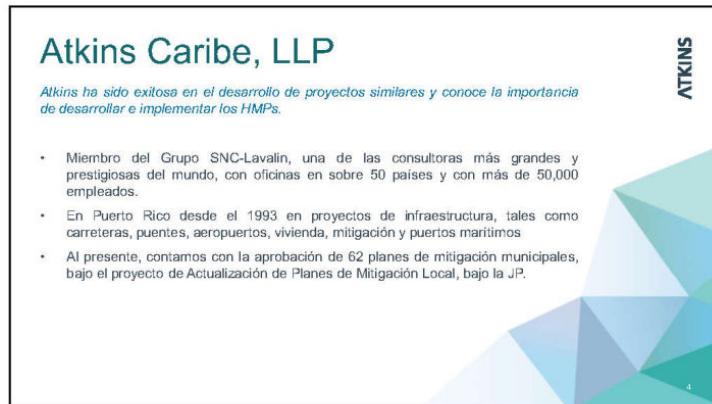 Atkins Caribe, LLP
ATKINS
Atkins ha sido exitosa en el desarrollo de proyectos similares y conoce la importancia
de desarrollar e implementar los HMPs.
• Miembro del Grupo SNC-Lavalin, una de las consultoras más grandes y
prestigiosas del mundo, con oficinas en sobre 50 países y con más de 50,000
empleados.
• En Puerto Rico desde el 1993 en proyectos de infraestructura, tales como
carreteras, puentes, aeropuertos, vivienda, mitigación y puertos marítimos
• Al presente, contamos con la aprobación de 62 planes de mitigación municipales,
bajo el proyecto de Actualización de Planes de Mitigación Local, bajo la JP.
4